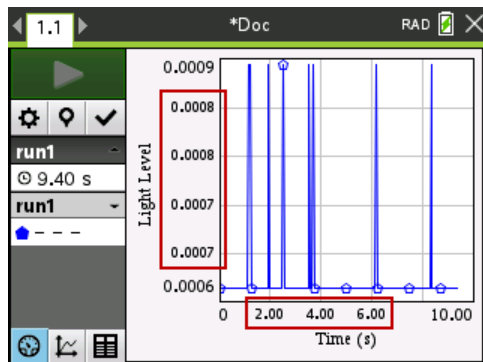 1.1 *Doc RAD
run1
9.40 s
run1
0.0009
0.0008
0.0008
0.0007
0.0007
0.0006
Light Level
0 2.00 4.00 6.00 10.00
Time (s)